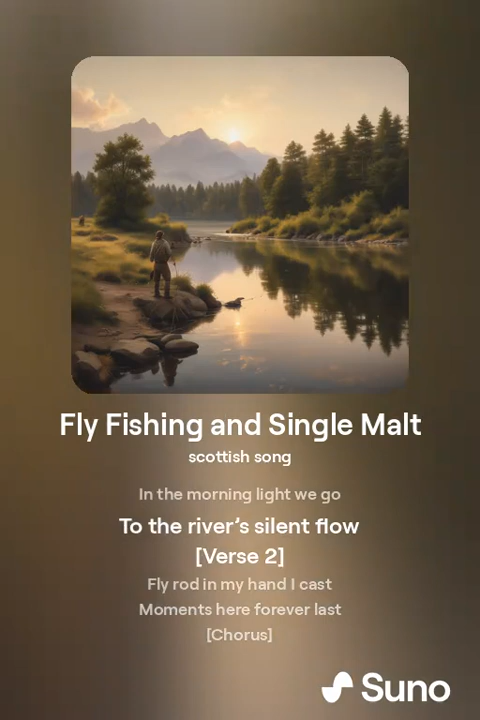 Fly Fishing and Single Malt
scottish song
In the morning light we go
To the river’s silent flow
[Verse 2]
Fly rod in my hand I cast
Moments here forever last
[Chorus]
Suno